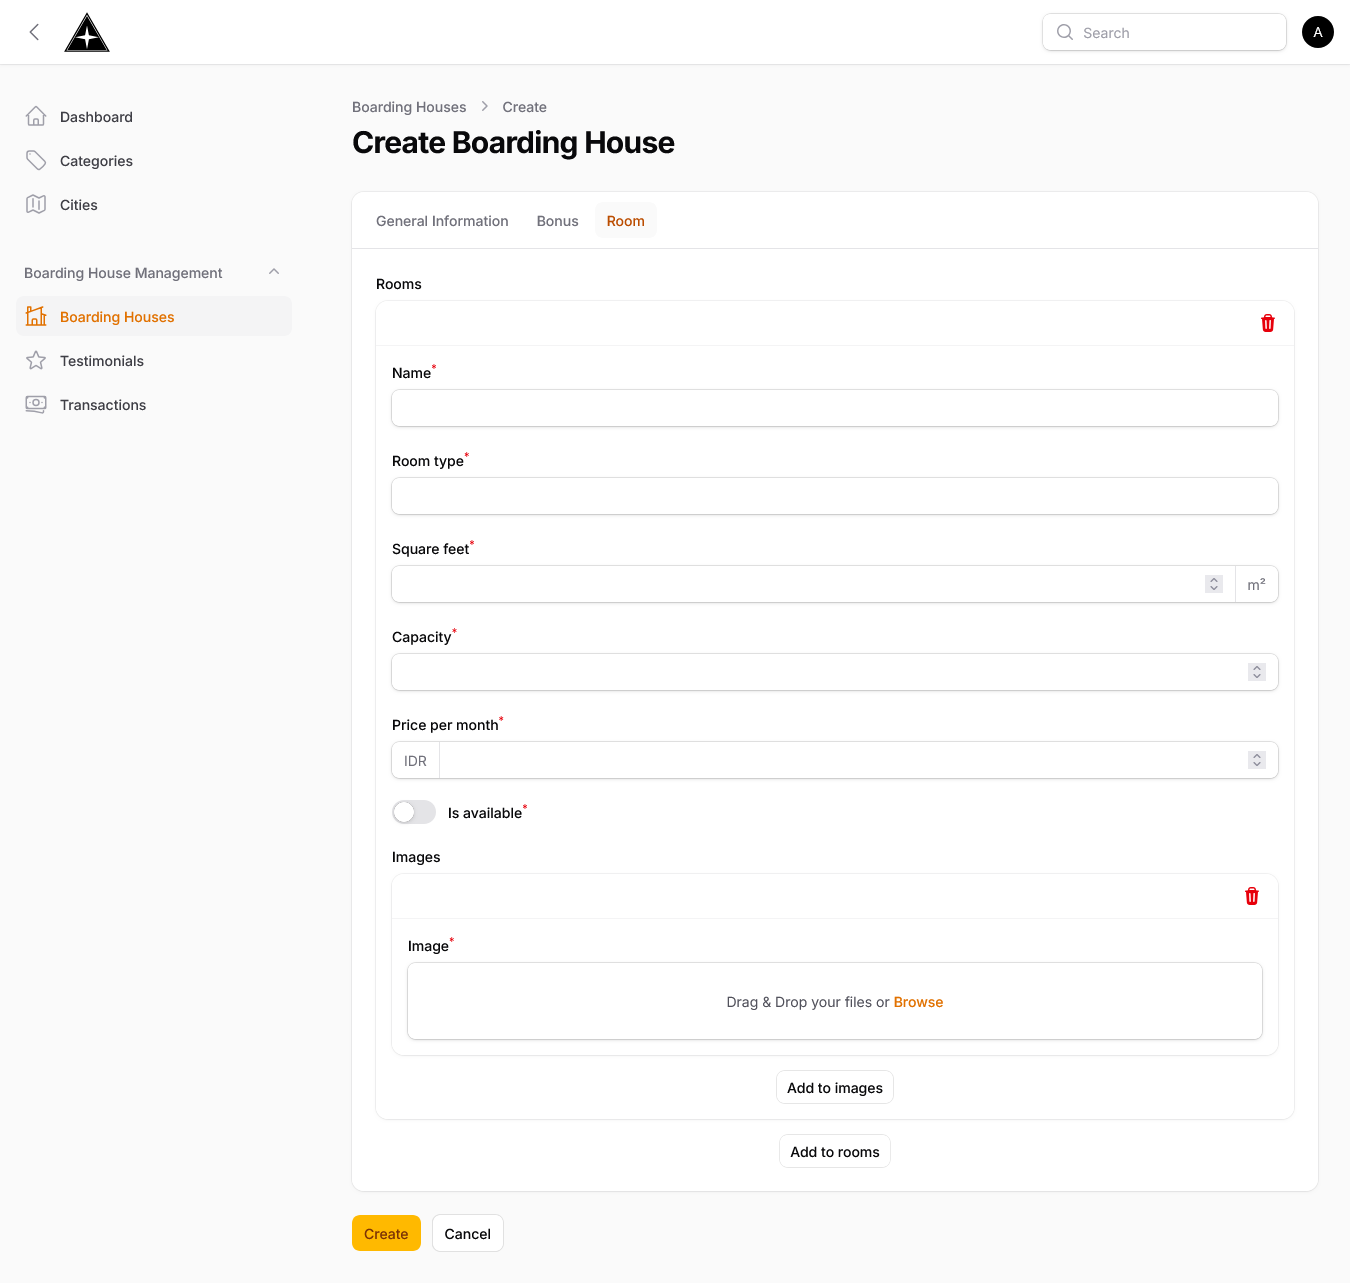 Search
A
Dashboard
Categories
Cities
Boarding House Management
Boarding Houses
Testimonials
Transactions
Boarding Houses > Create
Create Boarding House
General Information Bonus Room
Rooms
Name*
Room type*
Square feet*
m²
Capacity*
Price per month*
IDR
Is available*
Images
Image*
Drag & Drop your files or Browse
Add to images
Add to rooms
Create Cancel